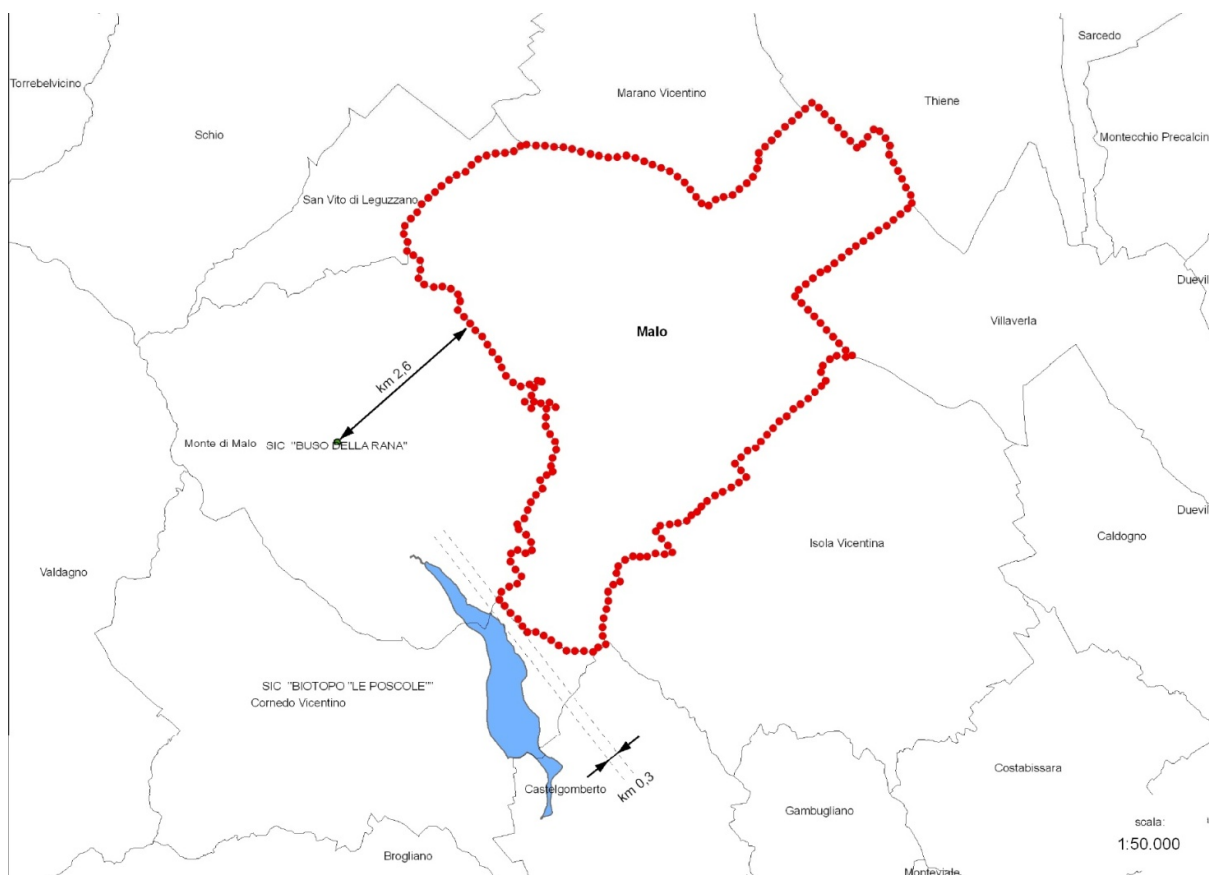 Sarcedo
Torrebelvicino
Marano Vicentino
Thiene
Schio
Montecchio Precalcin
San Vito di Leguzzano
Duevil
Malo
Villaverla
km 2,6
Monte di Malo
SIC "BUSO DELLA RANA"
Duevil
Isola Vicentina
Caldogno
Valdagno
SIC "BIOTOPO "LE POSCOLE""
Cornedo Vicentino
Costabissara
km 0,3
Castelgomberto
Gambugliano
scala:
1:50.000
Brogliano
Monteviale